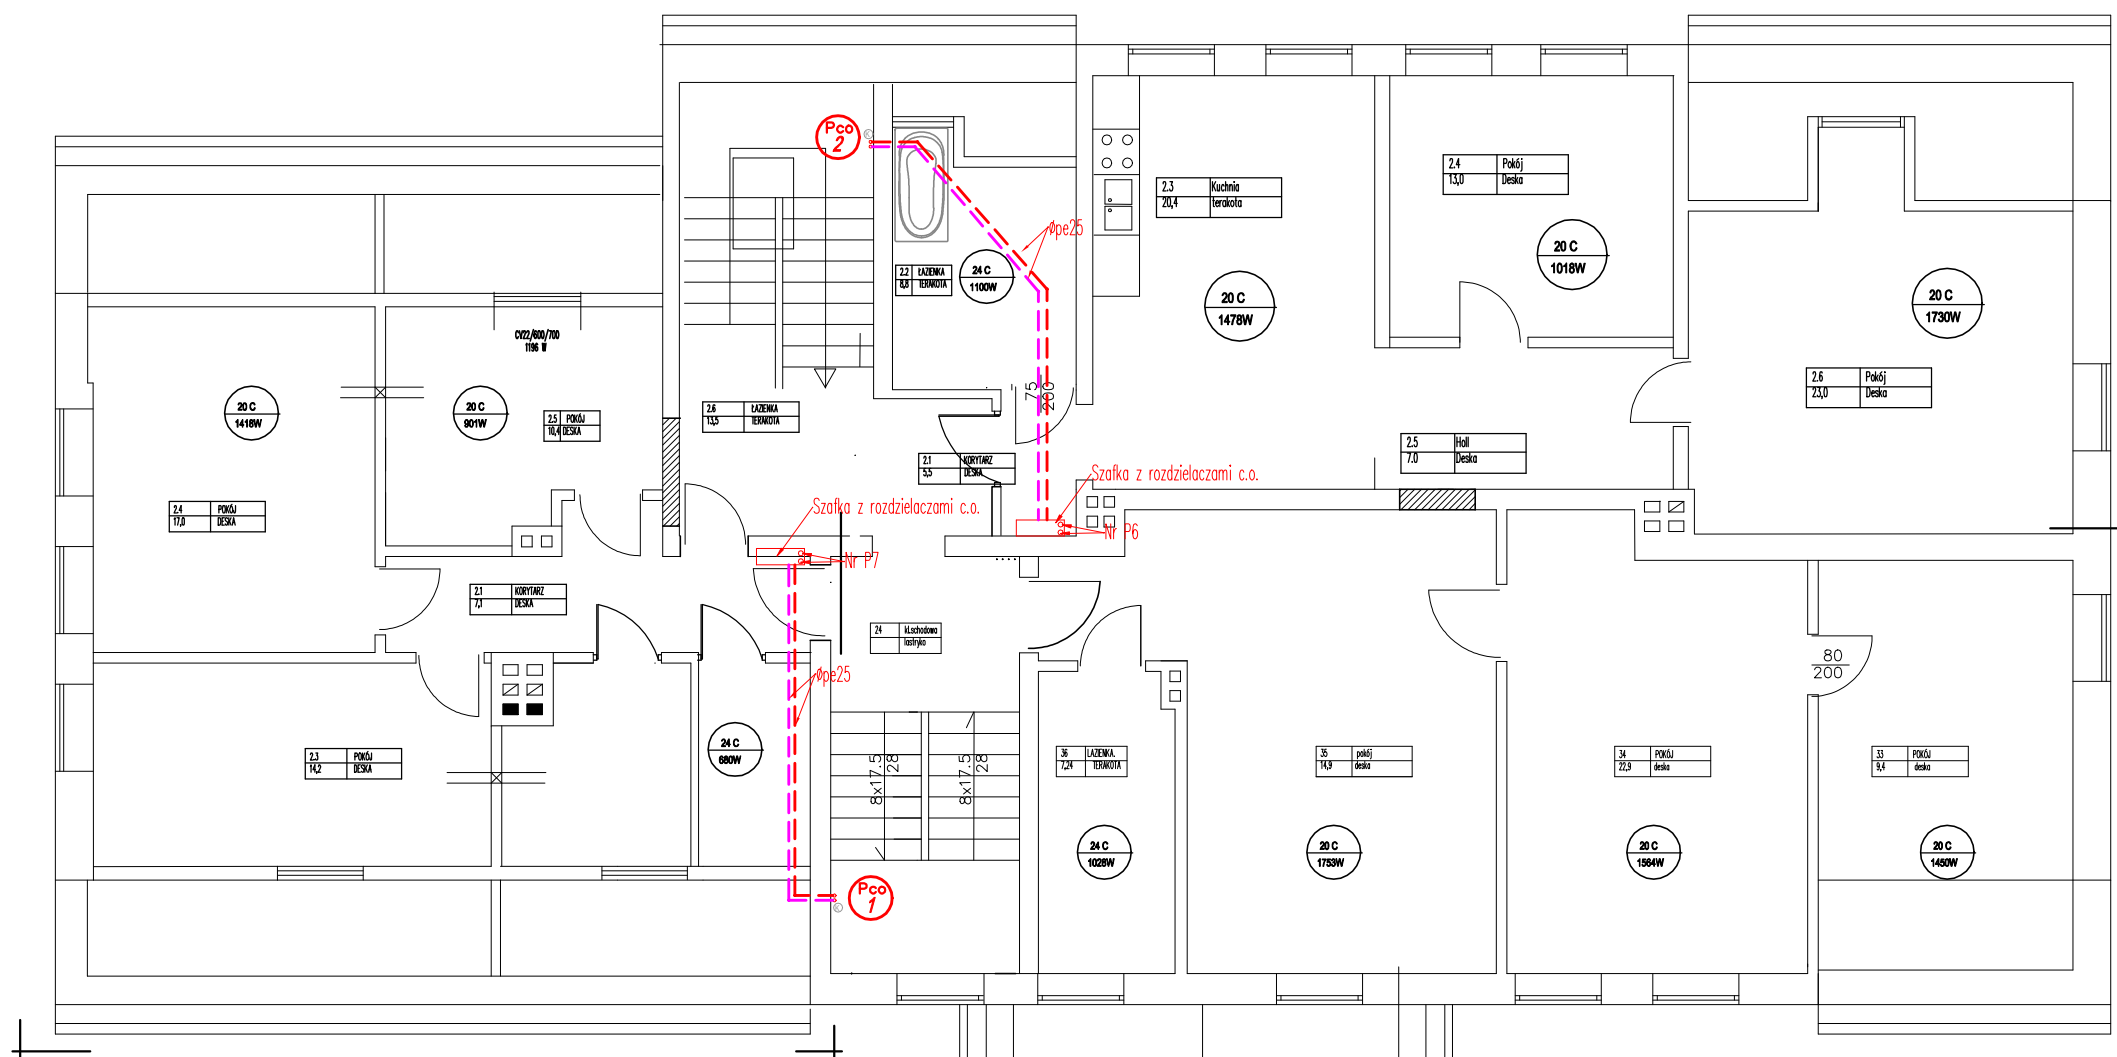 Pco
2
K
2.3 Kuchnia
20,4 terakota
2.4 Pokój
13,0 Deska
20 C
1018W
Øpe25
2.2 ŁAZIENKA
8,8 TERAKOTA
24 C
1100W
20 C
1478W
20 C
1730W
CV22/600/700
1196 W
2.6 Pokój
23,0 Deska
20 C
1418W
20 C
901W
2.5 POKÓJ
10,4 DESKA
2.6 ŁAZIENKA
13,5 TERAKOTA
75
200
2.5 Holl
7.0 Deska
2.1 KORYTARZ
5,5 DESKA
Szafka z rozdzielaczami c.o.
2.4 POKÓJ
17,0 DESKA
Szafka z rozdzielaczami c.o.
Nr P6
Nr P7
2.1 KORYTARZ
7,1 DESKA
24 kl.schodowa
lastryko
80
200
Øpe25
2.3 POKÓJ
14,2 DESKA
24 C
680W
8x17.5
28
8x17.5
28
36 LAZIENKA.
7,24 TERAKOTA
35 pokój
14,9 deska
34 POKÓJ
22,9 deska
33 POKÓJ
9,4 deska
24 C
1028W
20 C
1753W
20 C
1564W
20 C
1450W
Pco
1
K